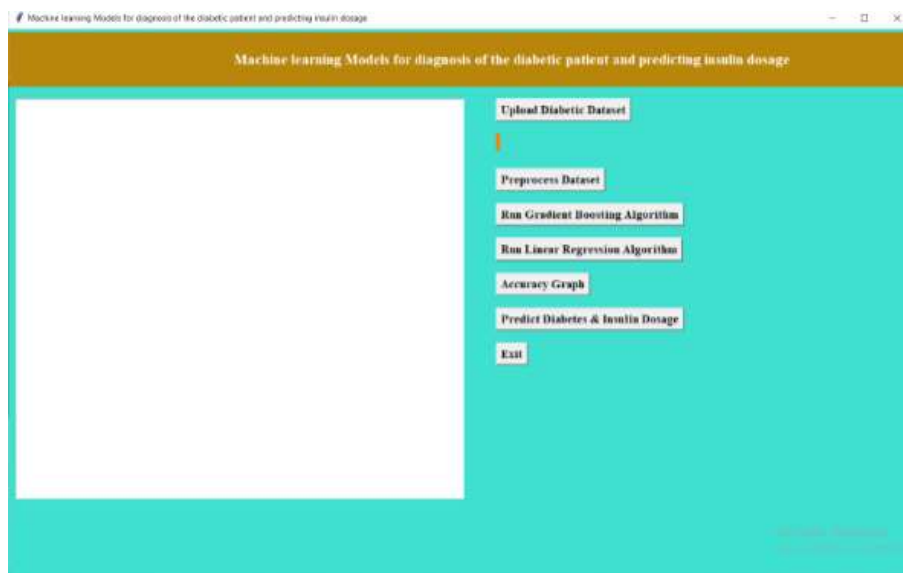 Machine learning Models for diagnosis of the diabetic patient and predicting insulin dosage
Machine learning Models for diagnosis of the diabetic patient and predicting insulin dosage
Upload Diabetic Dataset
Preprocess Dataset
Run Gradient Boosting Algorithm
Run Linear Regression Algorithm
Accuracy Graph
Predict Diabetes & Insulin Dosage
Exit